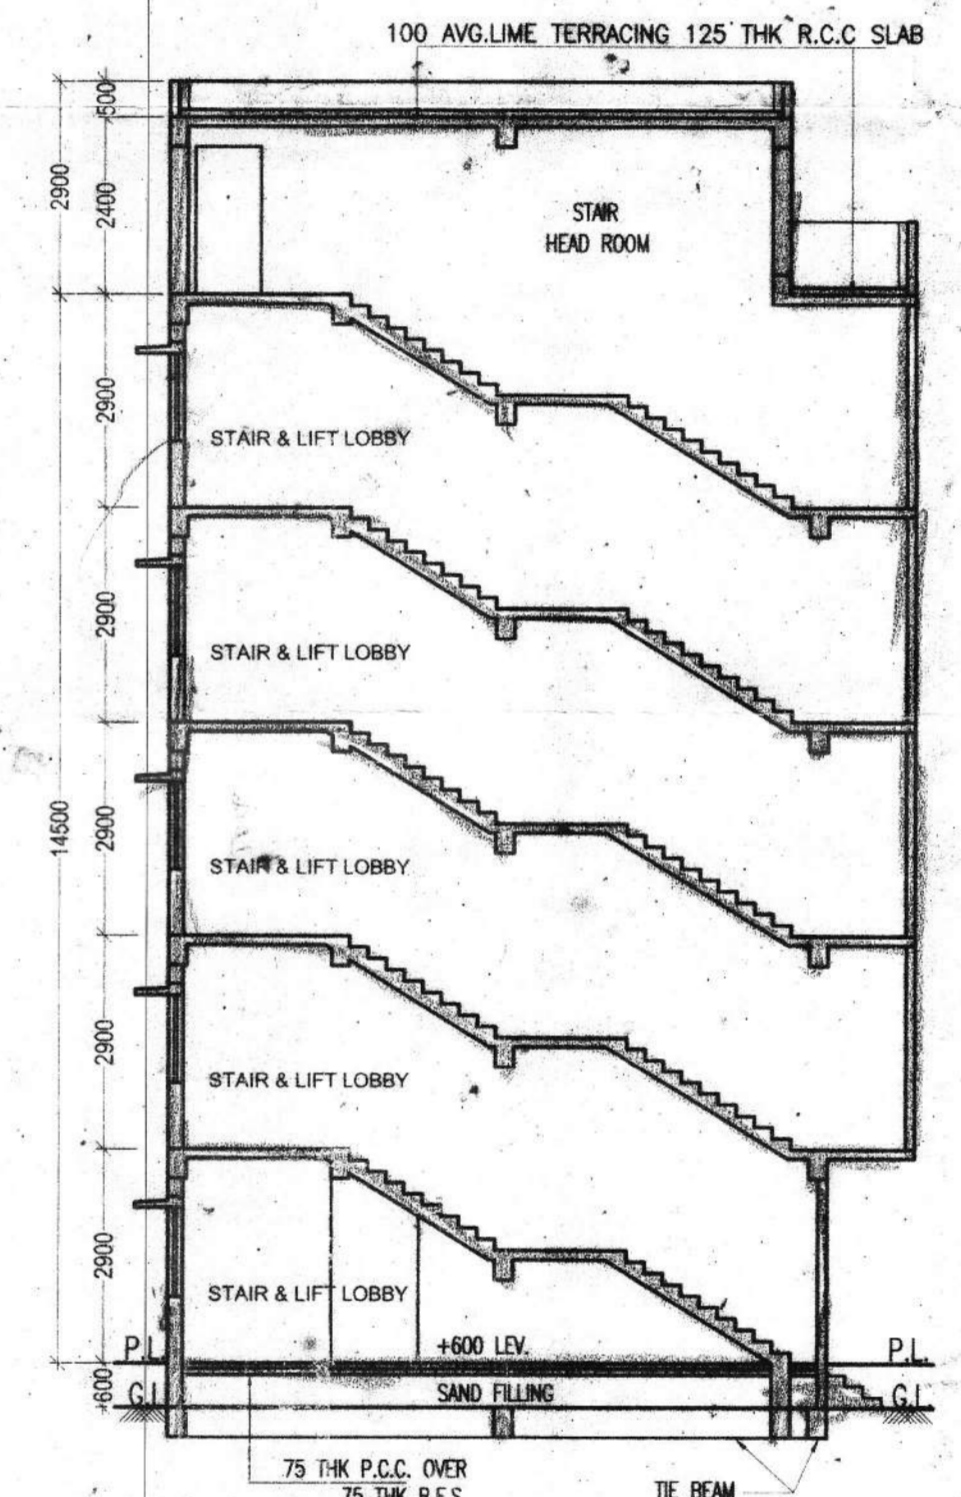 100 AVG.LIME TERRACING 125 THK R.C.C SLAB
500
2900
2400
STAIR
HEAD ROOM
2900
STAIR & LIFT LOBBY
2900
STAIR & LIFT LOBBY
14500
2900
STAIR & LIFT LOBBY
2900
STAIR & LIFT LOBBY
2900
STAIR & LIFT LOBBY
+600 LEV.
P.L.
P.L.
+600
G.L
SAND FILLING
G.L
75 THK P.C.C. OVER
75 THK B.F.S.
TIE BEAM